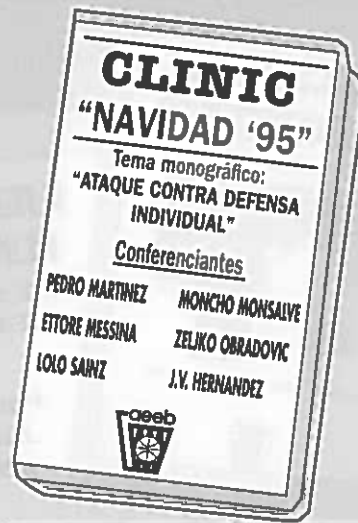 CLINIC
“NAVIDAD ‘95”
Tema monográfico:
“ATAQUE CONTRA DEFENSA
INDIVIDUAL”
Conferenciantes
PEDRO MARTINEZ MONCHO MONSALVE
ETTORE MESSINA ZELJKO OBRADOVIC
LOLO SAINZ J.V. HERNANDEZ
aeeb